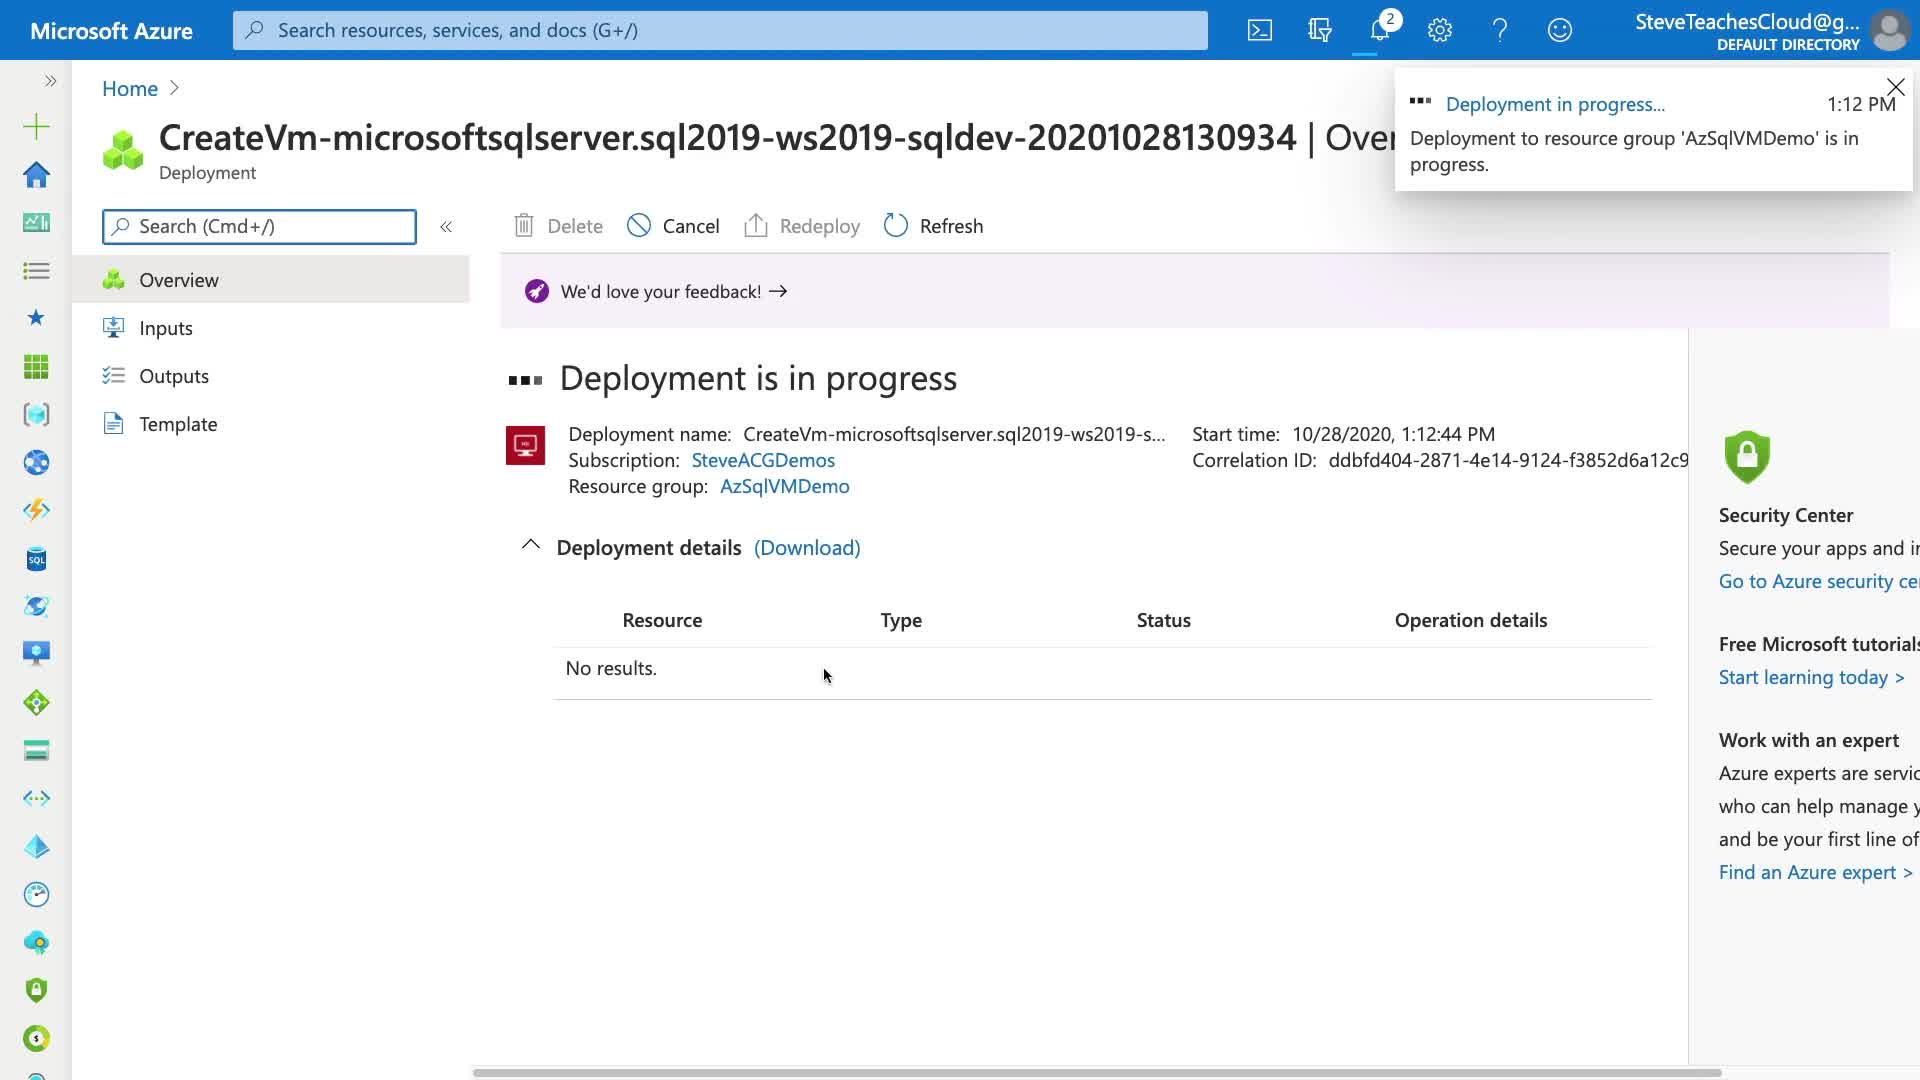 Microsoft Azure
Search resources, services, and docs (G+/)
2
SteveTeachesCloud@g...
DEFAULT DIRECTORY
Home
Deployment in progress...
1:12 PM
Deployment to resource group 'AzSqlVMDemo' is in
progress.
CreateVm-microsoftsqlserver.sql2019-ws2019-sqldev-20201028130934 | Over
Deployment
Search (Cmd+/)
«
Delete
Cancel
Redeploy
Refresh
Overview
Inputs
Outputs
Template
We'd love your feedback! →
Deployment is in progress
Deployment name: CreateVm-microsoftsqlserver.sql2019-ws2019-s...
Subscription: SteveACGDemos
Resource group: AzSqlVMDemo
Start time: 10/28/2020, 1:12:44 PM
Correlation ID: ddbfd404-2871-4e14-9124-f3852d6a12c9
Deployment details (Download)
Resource Type Status Operation details
No results.
Security Center
Secure your apps and in
Go to Azure security ce
Free Microsoft tutorials
Start learning today >
Work with an expert
Azure experts are servic
who can help manage y
and be your first line of
Find an Azure expert >
SQL